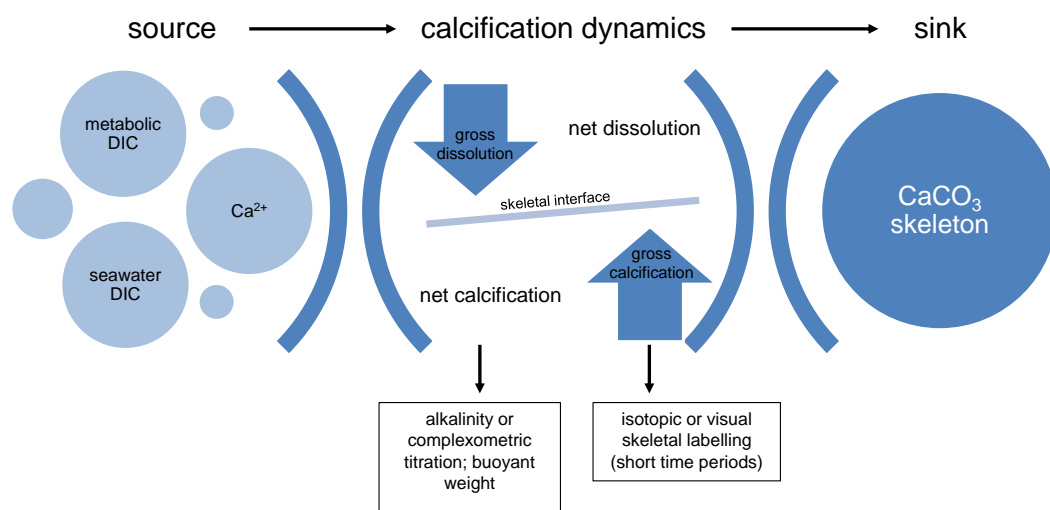 source
calcification dynamics
sink
metabolic
DIC
Ca²⁺
seawater
DIC
gross
dissolution
net dissolution
skeletal interface
gross
calcification
net calcification
CaCO₃
skeleton
alkalinity or
complexometric
titration; buoyant
weight
isotopic or visual
skeletal labelling
(short time periods)